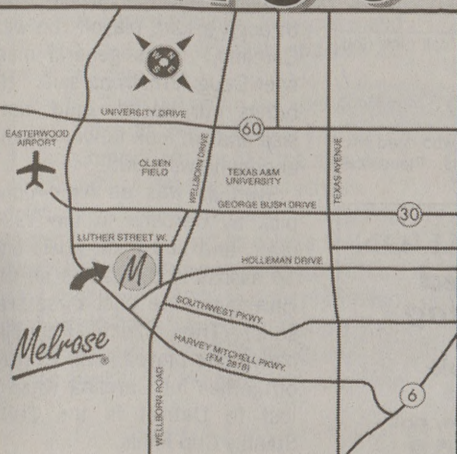 N
E
S
W
UNIVERSITY DRIVE
60
EASTERWOOD
AIRPORT
OLSEN
FIELD
WELLBORN DRIVE
TEXAS A&M
UNIVERSITY
TEXAS AVENUE
GEORGE BUSH DRIVE
30
LUTHER STREET W.
M
HOLLEMAN DRIVE
SOUTHWEST PKWY.
Melrose
®
HARVEY MITCHELL PKWY.
(FM. 2818)
WELLBORN ROAD
6